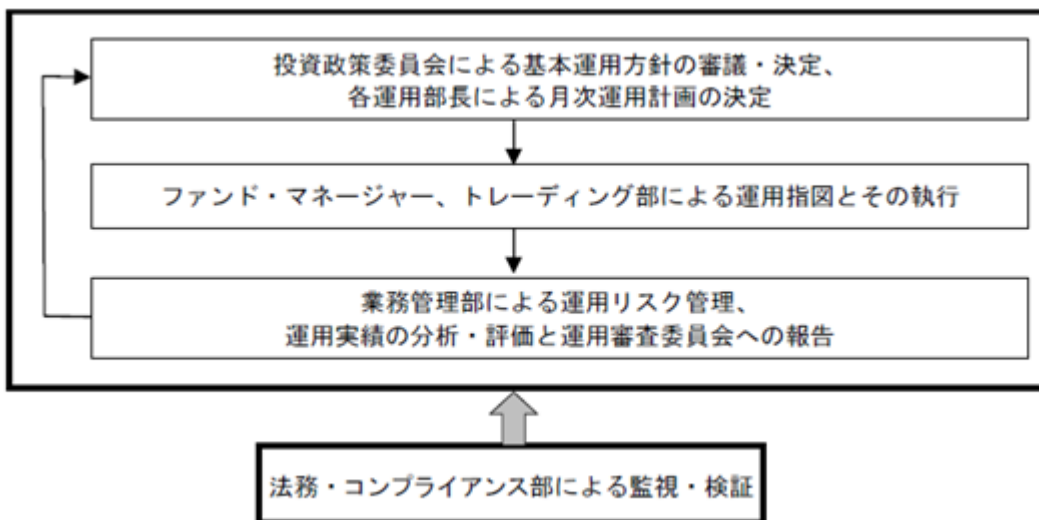 投資政策委員会による基本運用方針の審議・決定、
各運用部長による月次運用計画の決定
ファンド・マネージャー、トレーディング部による運用指図とその執行
業務管理部による運用リスク管理、
運用実績の分析・評価と運用審査委員会への報告
法務・コンプライアンス部による監視・検証